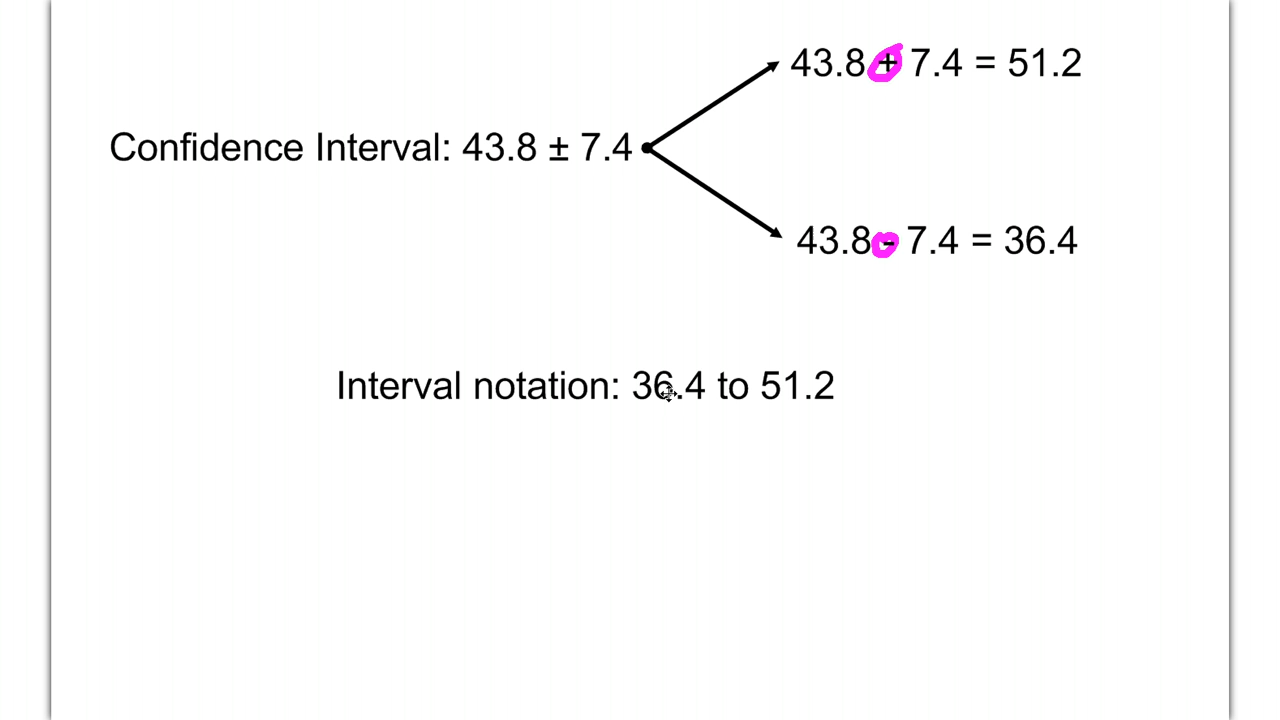 43.8 + 7.4 = 51.2
Confidence Interval: 43.8 ± 7.4
43.8 - 7.4 = 36.4
Interval notation: 36.4 to 51.2